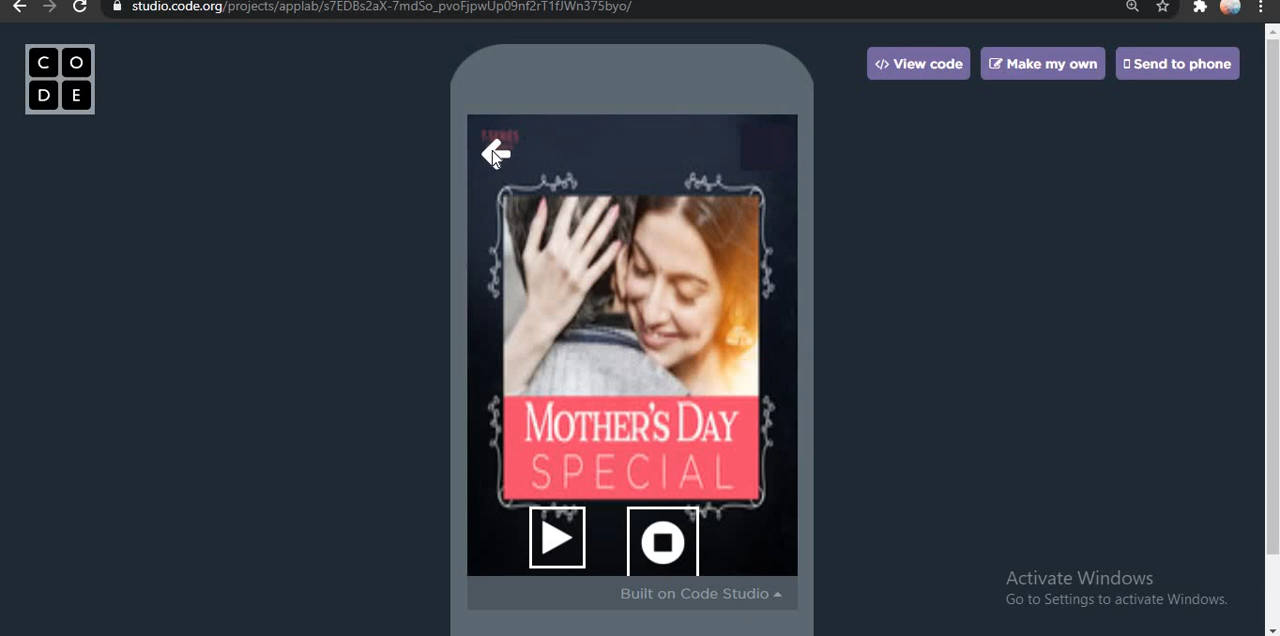 studio.code.org/projects/applab/s7EDBs2aX-7mdSo_pvoFjpwUp09nf2rT1fJWn375byo/
C O
D E
</> View code
Make my own
Send to phone
MOTHER'S DAY
SPECIAL
Built on Code Studio
Activate Windows
Go to Settings to activate Windows.